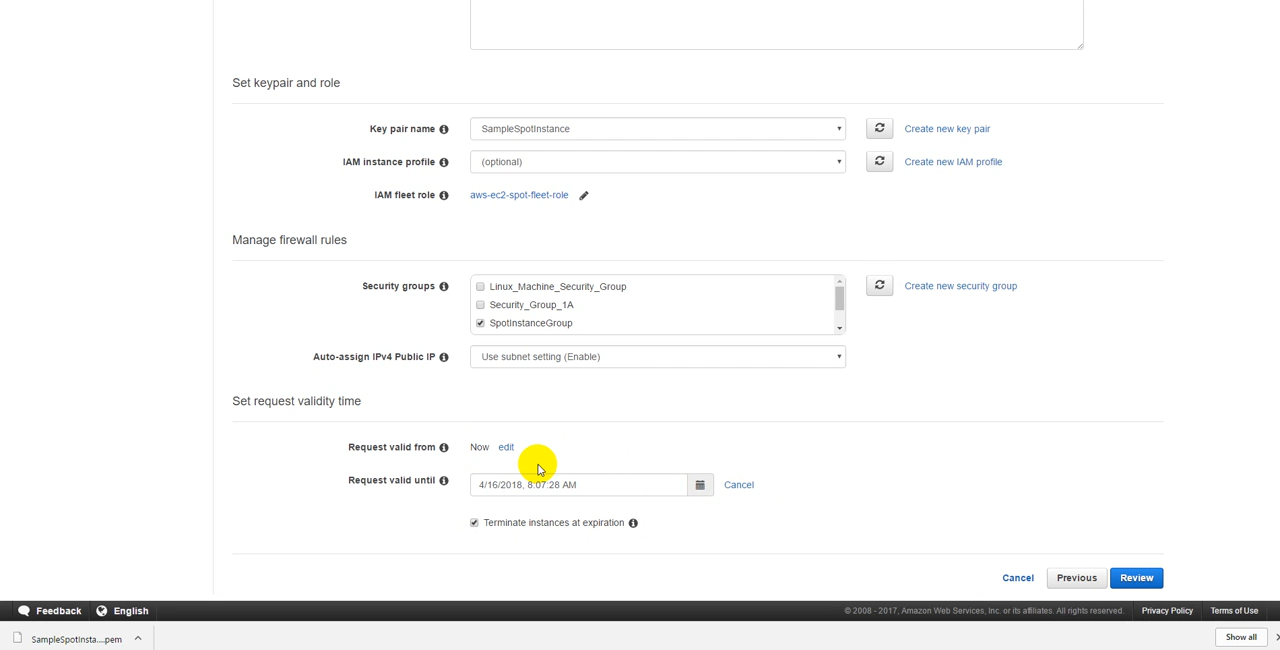 Set keypair and role
Key pair name SampleSpotInstance Create new key pair
IAM instance profile (optional) Create new IAM profile
IAM fleet role aws-ec2-spot-fleet-role
Manage firewall rules
Security groups Linux_Machine_Security_Group Create new security group
Security_Group_1A
SpotInstanceGroup
Auto-assign IPv4 Public IP Use subnet setting (Enable)
Set request validity time
Request valid from Now edit
Request valid until 4/16/2018, 8:07:28 AM Cancel
Terminate instances at expiration
Cancel Previous Review
Feedback English © 2008 - 2017, Amazon Web Services, Inc. or its affiliates. All rights reserved. Privacy Policy Terms of Use
SampleSpotInsta....pem Show all